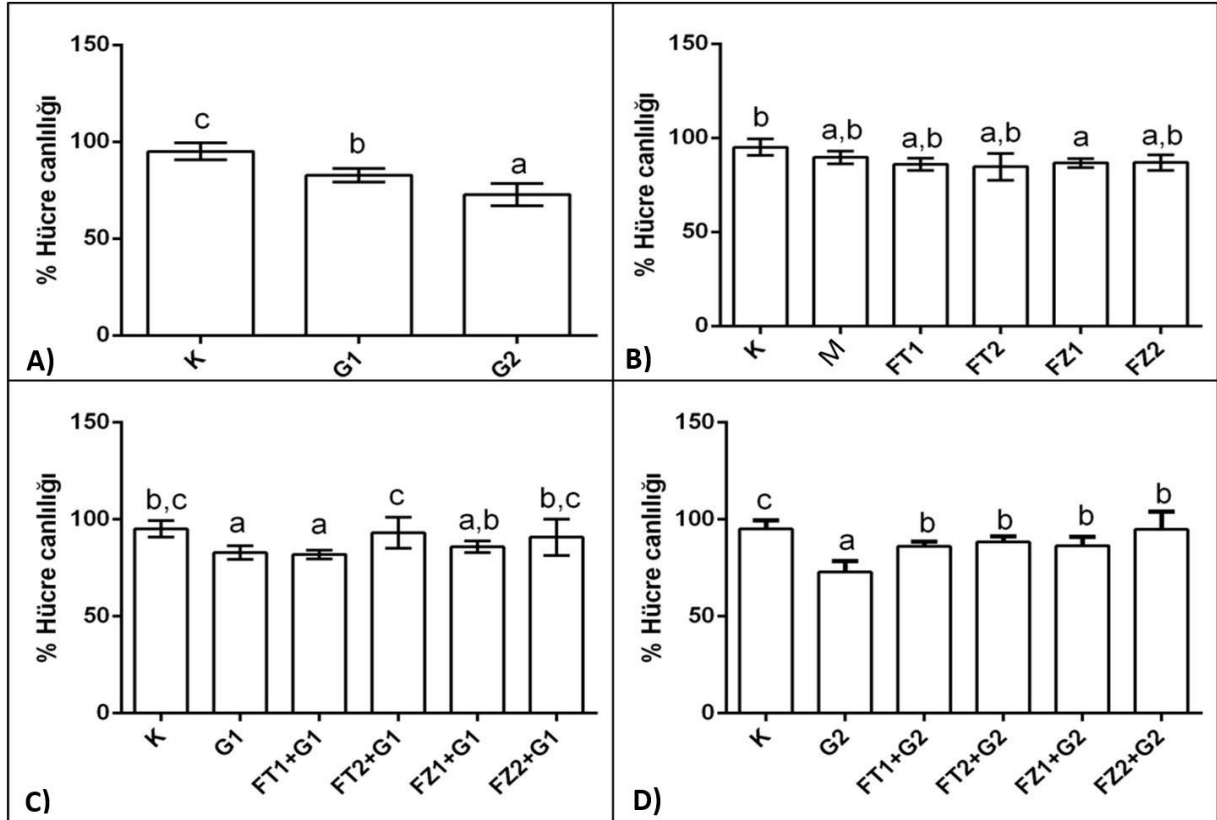 150
100
50
0
% Hücre canlılığı
c
b
a
K
G1
G2
A)
150
100
50
0
% Hücre canlılığı
b
a,b
a,b
a,b
a
a,b
K
M
FT1
FT2
FZ1
FZ2
B)
150
100
50
0
% Hücre canlılığı
b,c
a
a
c
a,b
b,c
K
G1
FT1+G1
FT2+G1
FZ1+G1
FZ2+G1
C)
150
100
50
0
% Hücre canlılığı
c
a
b
b
b
b
K
G2
FT1+G2
FT2+G2
FZ1+G2
FZ2+G2
D)